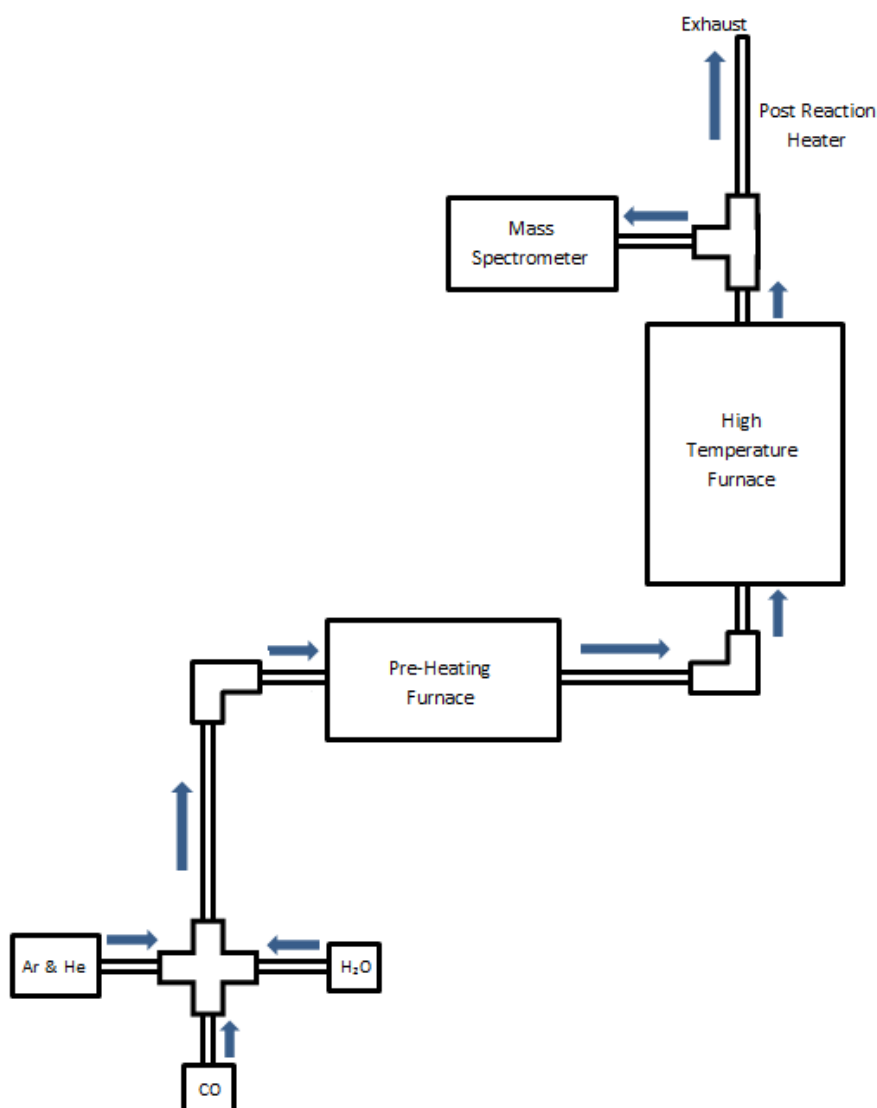 Exhaust
Post Reaction
Heater
Mass
Spectrometer
High
Temperature
Furnace
Pre-Heating
Furnace
Ar & He
H₂O
CO